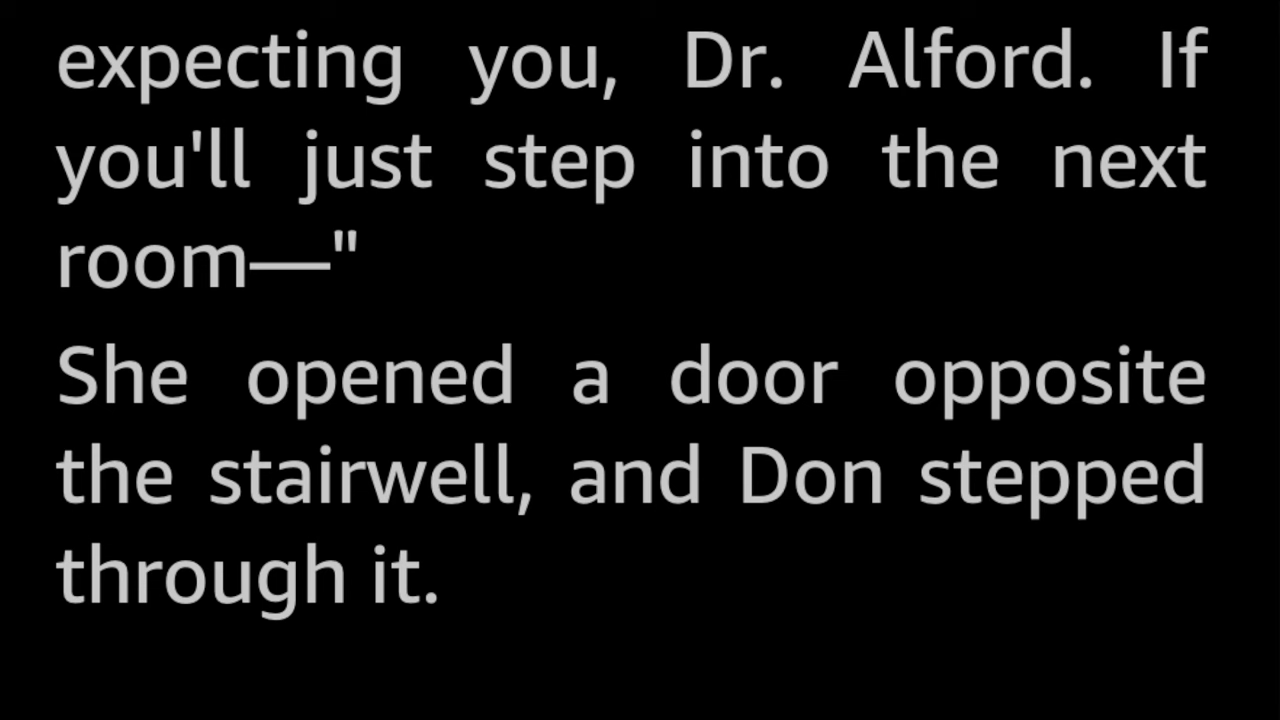 expecting you, Dr. Alford. If
you'll just step into the next
room—"
She opened a door opposite
the stairwell, and Don stepped
through it.